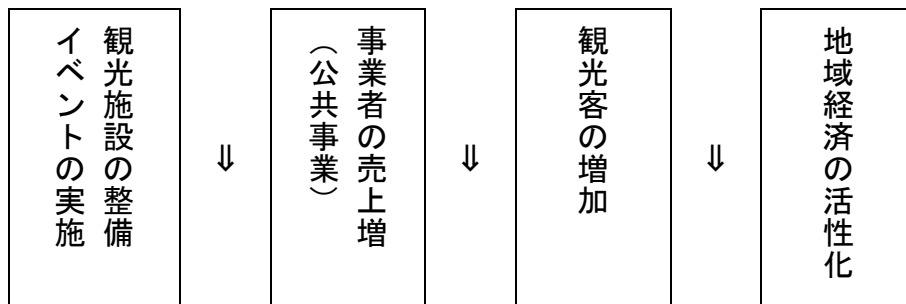 観光施設の整備
イベントの実施
⇓
事業者の売上増
（公共事業）
⇓
観光客の増加
⇓
地域経済の活性化